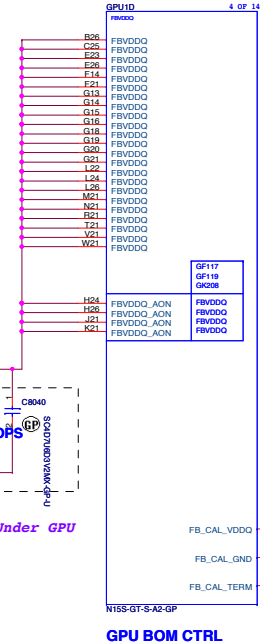 GPU1D 4 OF 14
FBVDDQ
B26 FBVDDQ
C25 FBVDDQ
E23 FBVDDQ
E26 FBVDDQ
F14 FBVDDQ
F21 FBVDDQ
G13 FBVDDQ
G14 FBVDDQ
G15 FBVDDQ
G16 FBVDDQ
G18 FBVDDQ
G19 FBVDDQ
G20 FBVDDQ
G21 FBVDDQ
L22 FBVDDQ
L24 FBVDDQ
L26 FBVDDQ
M21 FBVDDQ
N21 FBVDDQ
R21 FBVDDQ
T21 FBVDDQ
V21 FBVDDQ
W21 FBVDDQ
GF117
GF119
GK208
H24 FBVDDQ_AON FBVDDQ
H26 FBVDDQ_AON FBVDDQ
J21 FBVDDQ_AON FBVDDQ
K21 FBVDDQ_AON FBVDDQ
1
C8040
GP
OPS
2
SC4D7U6D3V2MX-GP-U
Under GPU
FB_CAL_VDDQ
FB_CAL_GND
FB_CAL_TERM
N15S-GT-S-A2-GP
GPU BOM CTRL